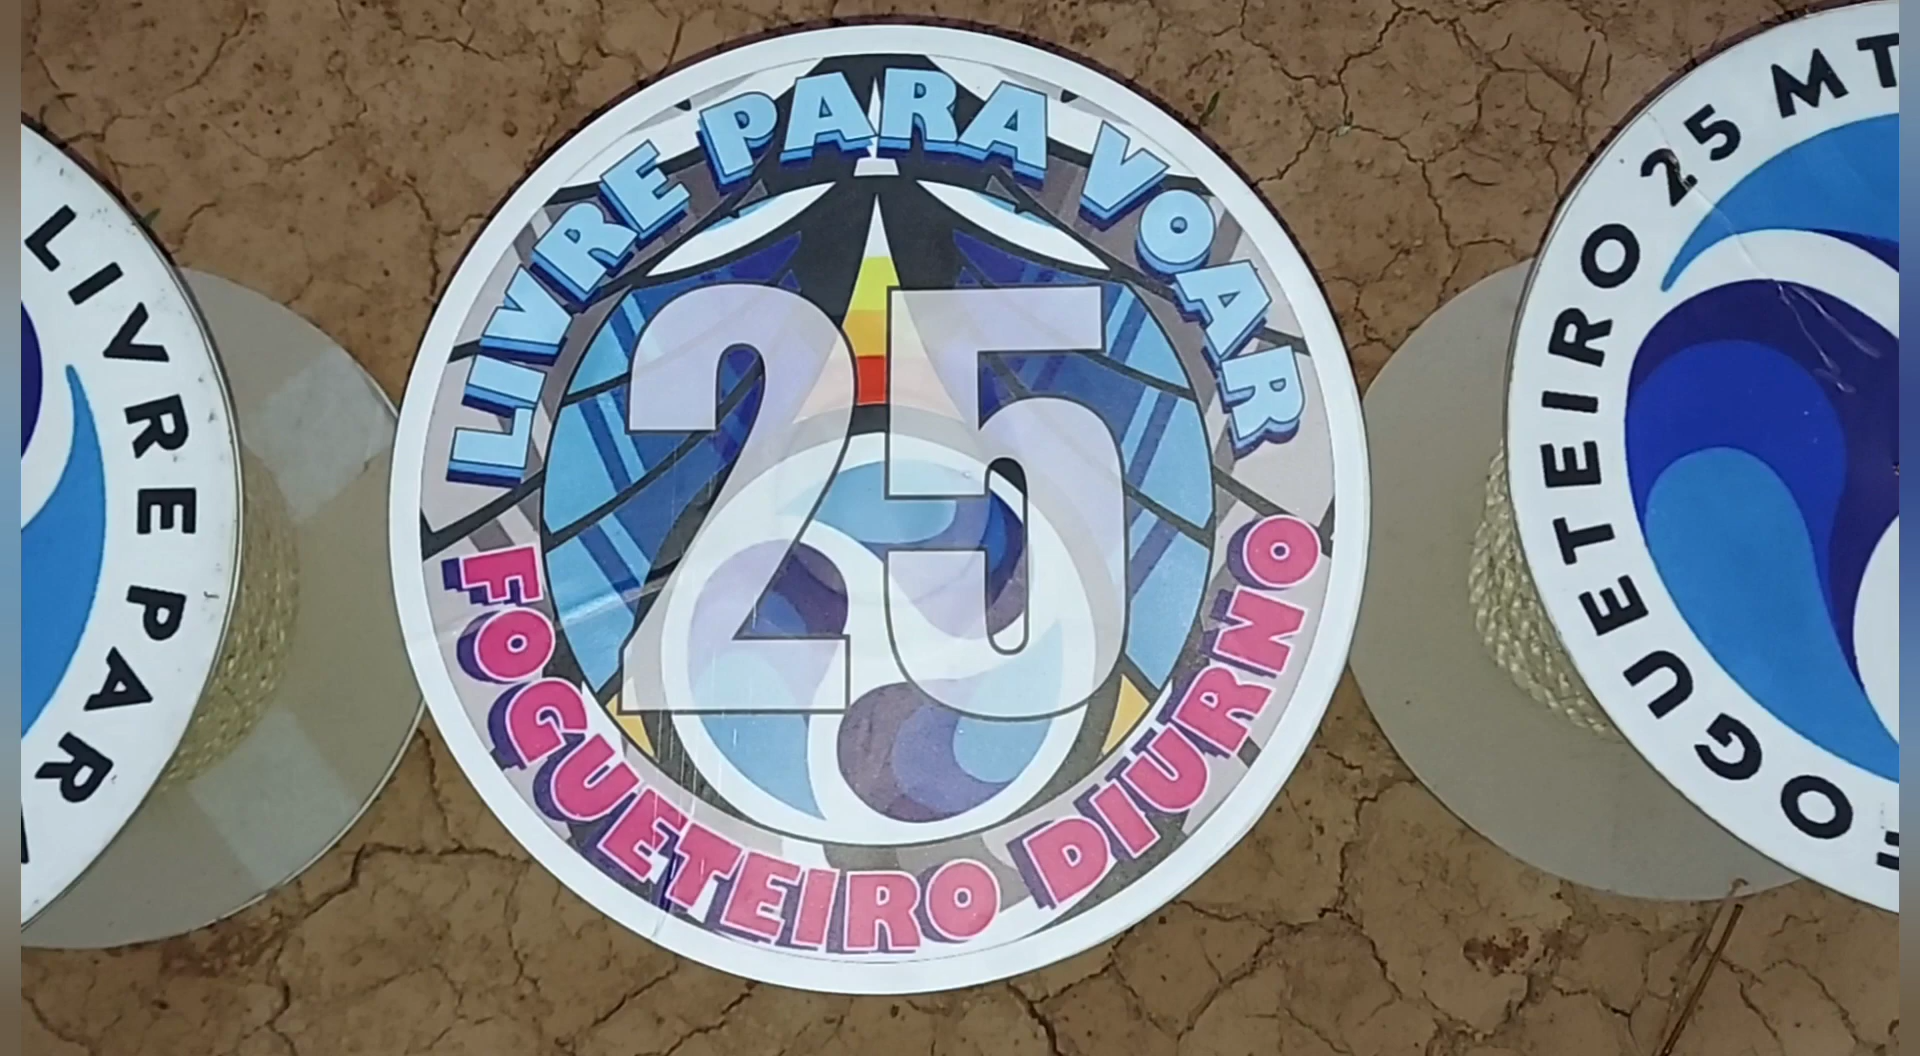 LIVRE PAR
LIVRE PARA VOAR
25
FOGUETEIRO DIURNO
FOGUETEIRO 25 MT